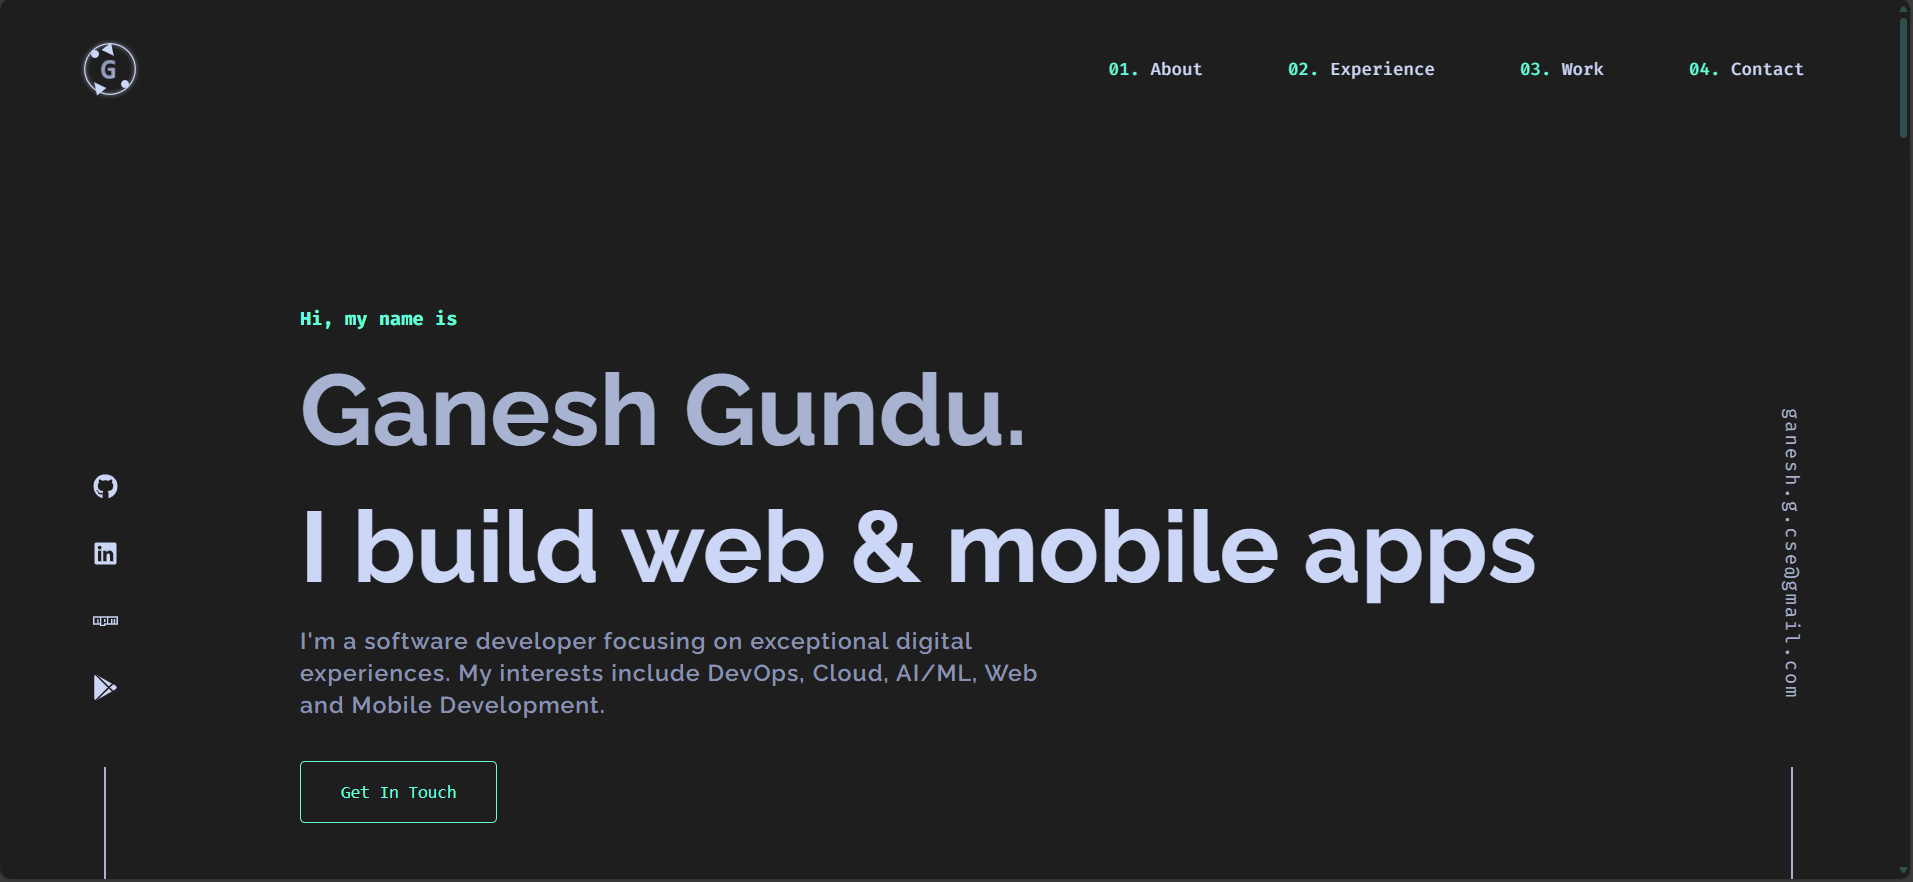 G
01. About
02. Experience
03. Work
04. Contact
Hi, my name is
Ganesh Gundu.
I build web & mobile apps
I'm a software developer focusing on exceptional digital
experiences. My interests include DevOps, Cloud, AI/ML, Web
and Mobile Development.
Get In Touch
in
npm
ganesh.g.cse@gmail.com